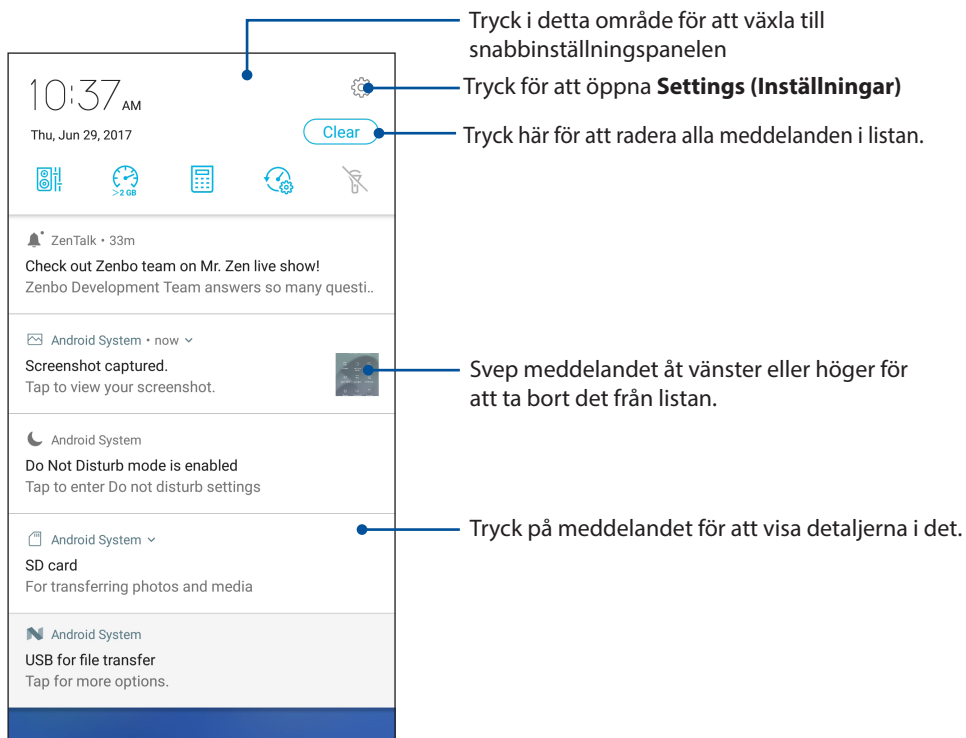 Tryck i detta område för att växla till
snabbinställningspanelen
10:37 AM
Tryck för att öppna Settings (Inställningar)
Thu, Jun 29, 2017
Clear
Tryck här för att radera alla meddelanden i listan.
>2 GB
ZenTalk • 33m
Check out Zenbo team on Mr. Zen live show!
Zenbo Development Team answers so many questi..
Android System • now
Screenshot captured.
Tap to view your screenshot.
Svep meddelandet åt vänster eller höger för
att ta bort det från listan.
Android System
Do Not Disturb mode is enabled
Tap to enter Do not disturb settings
Tryck på meddelandet för att visa detaljerna i det.
Android System
SD card
For transferring photos and media
Android System
USB for file transfer
Tap for more options.